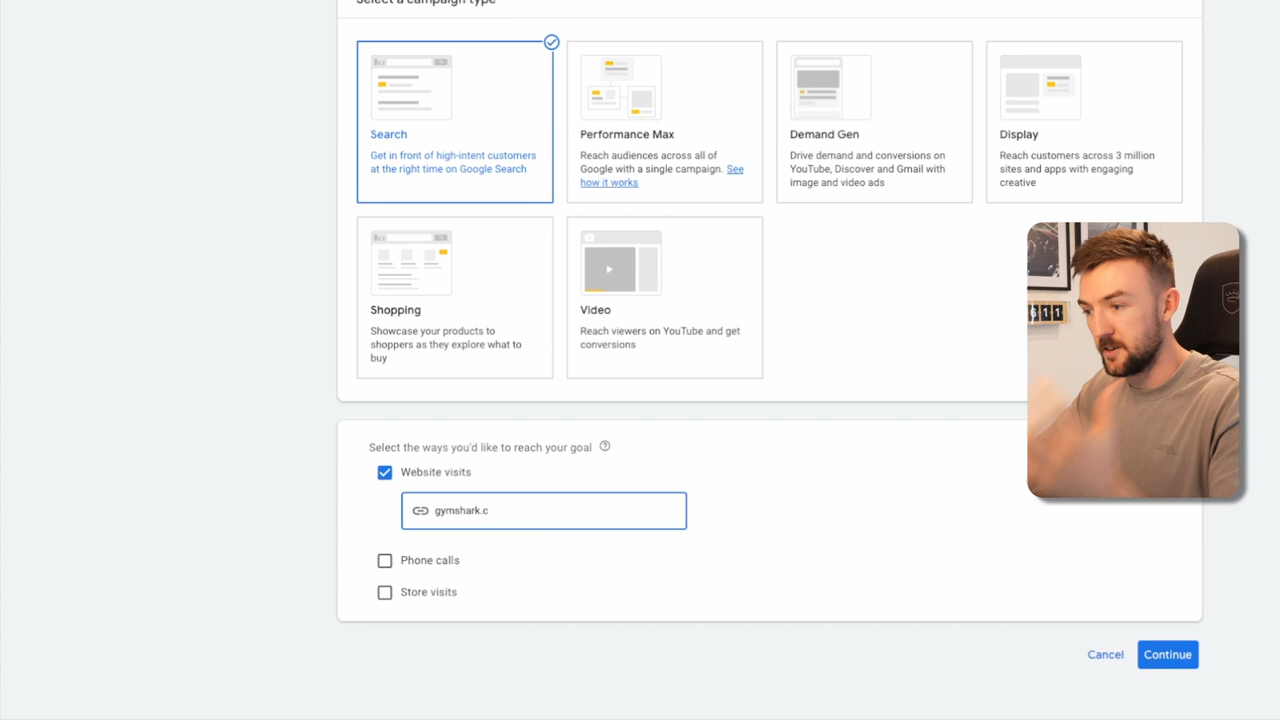 Select a campaign type
Search
Get in front of high-intent customers
at the right time on Google Search
Performance Max
Reach audiences across all of
Google with a single campaign. See
how it works
Demand Gen
Drive demand and conversions on
YouTube, Discover and Gmail with
image and video ads
Display
Reach customers across 3 million
sites and apps with engaging
creative
Shopping
Showcase your products to
shoppers as they explore what to
buy
Video
Reach viewers on YouTube and get
conversions
Select the ways you'd like to reach your goal
Website visits
gymshark.c
Phone calls
Store visits
Cancel
Continue